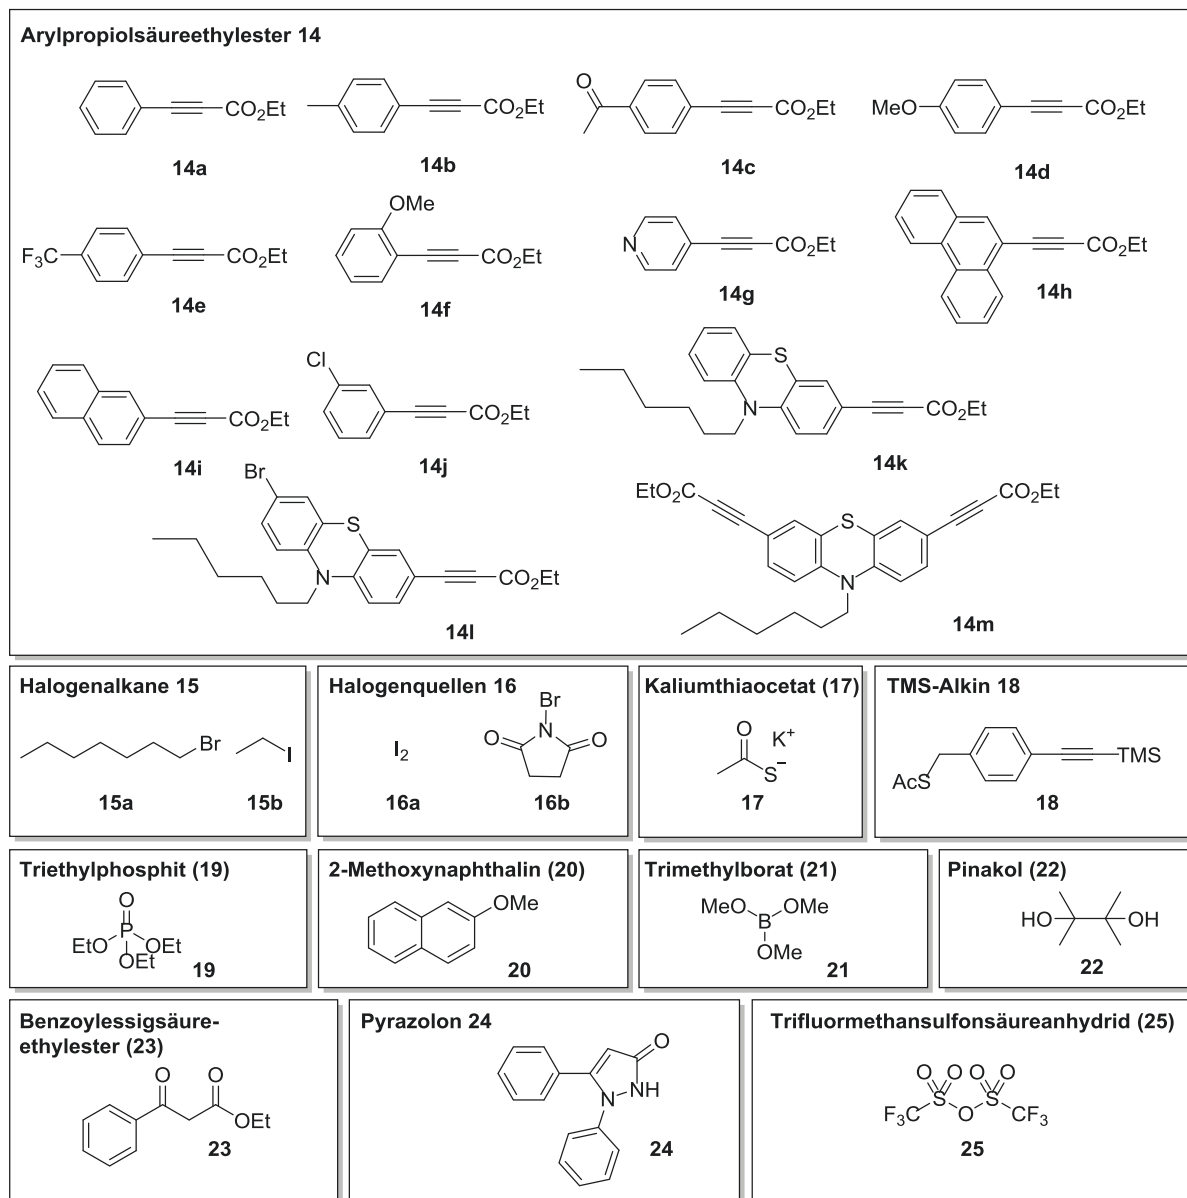 Arylpropiolsäureethylester 14
CO2Et
14a
CO2Et
14b
O
CO2Et
14c
MeO
CO2Et
14d
F3C
CO2Et
14e
OMe
CO2Et
14f
N
CO2Et
14g
CO2Et
14h
CO2Et
14i
Cl
CO2Et
14j
S
N
CO2Et
14k
Br
S
N
CO2Et
14l
EtO2C
S
CO2Et
N
14m
Halogenalkane 15
Br
I
15a
15b
Halogenquellen 16
I2
16a
Br
N
O
O
16b
Kaliumthiaocetat (17)
O
K+
S−
17
TMS-Alkin 18
AcS
TMS
18
Triethylphosphit (19)
O
P
EtO
OEt
OEt
19
2-Methoxynaphthalin (20)
OMe
20
Trimethylborat (21)
MeO
B
OMe
OMe
21
Pinakol (22)
HO
OH
22
Benzoylessigsäure-
ethylester (23)
O
O
OEt
23
Pyrazolon 24
O
NH
N
24
Trifluormethansulfonsäureanhydrid (25)
O O O O
S S
F3C O CF3
25